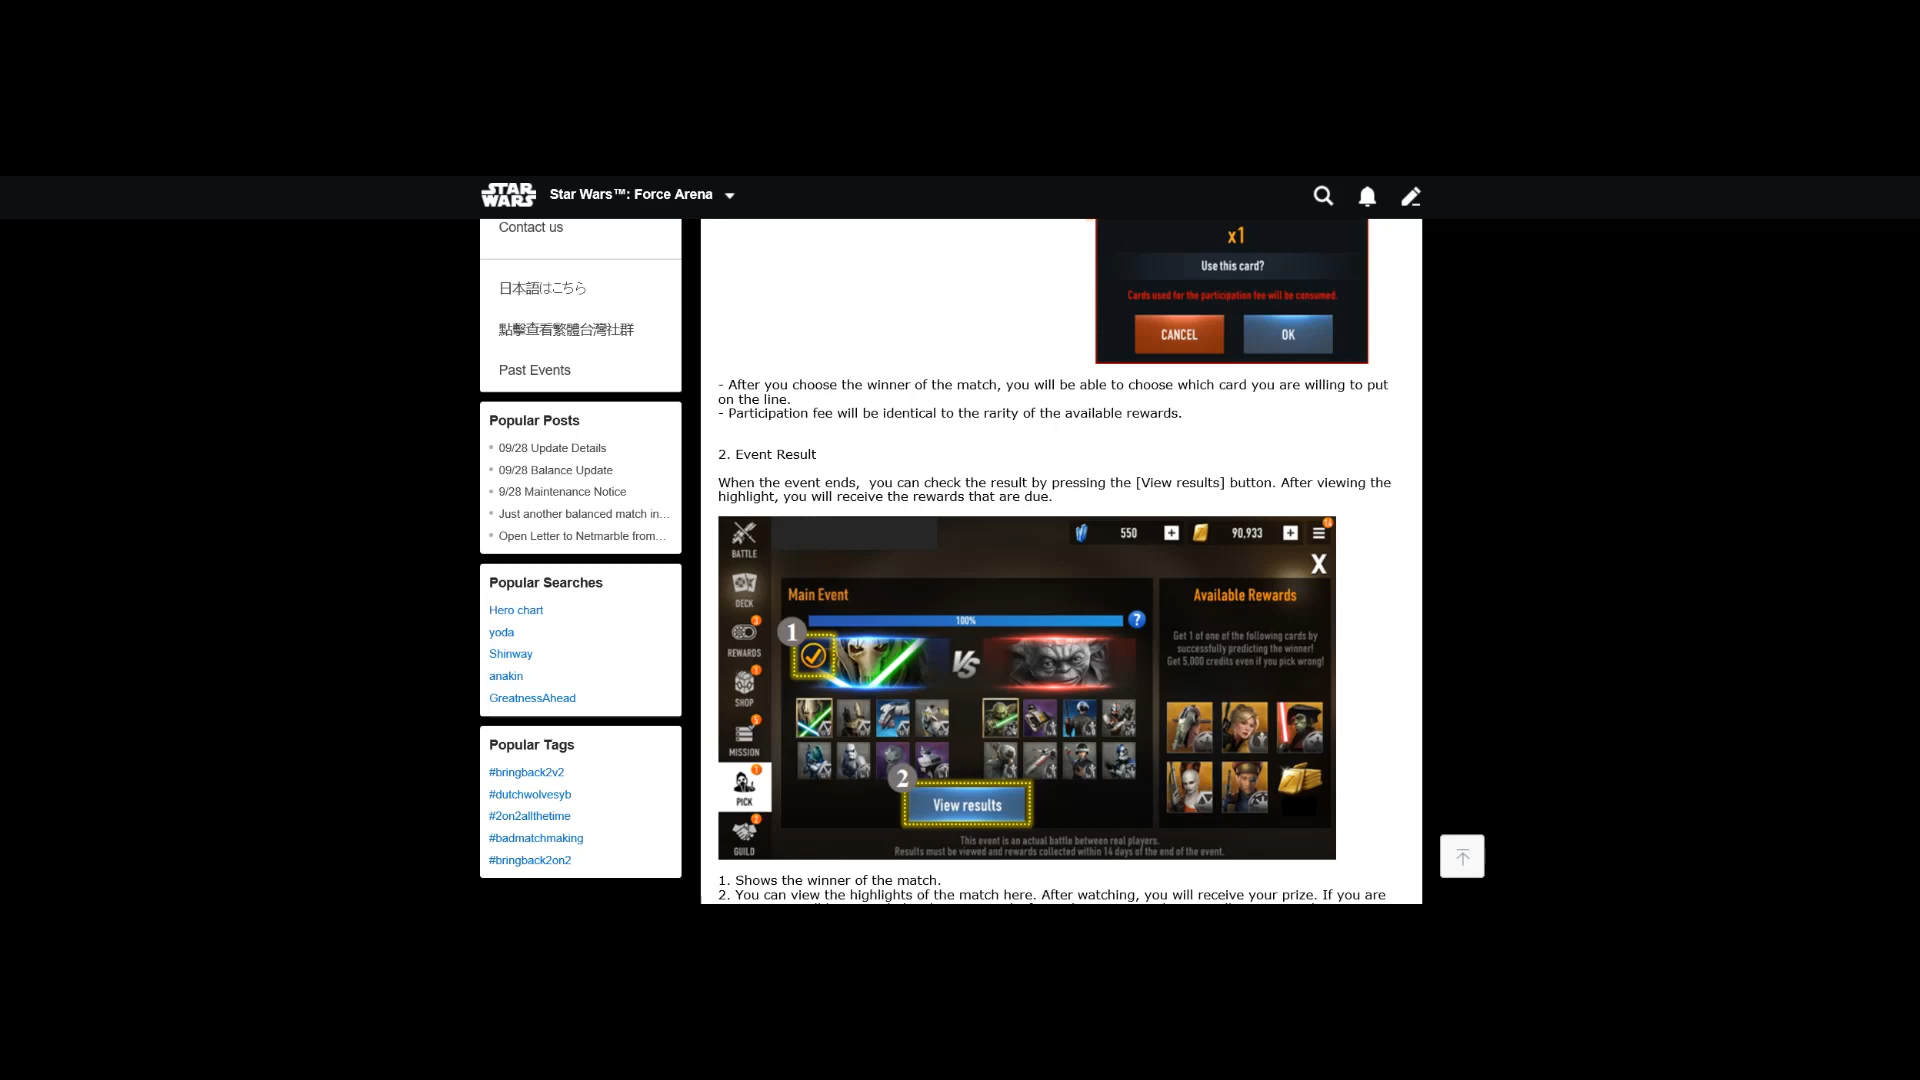 STAR WARS
Star Wars™: Force Arena
Contact us
日本語はこちら
點擊查看繁體台灣社群
Past Events
Popular Posts
09/28 Update Details
09/28 Balance Update
9/28 Maintenance Notice
Just another balanced match in...
Open Letter to Netmarble from...
Popular Searches
Hero chart
yoda
Shinway
anakin
GreatnessAhead
Popular Tags
#bringback2v2
#dutchwolvesyb
#2on2allthetime
#badmatchmaking
#bringback2on2
x1
Use this card?
Cards used for the participation fee will be consumed.
CANCEL
OK
- After you choose the winner of the match, you will be able to choose which card you are willing to put
on the line.
- Participation fee will be identical to the rarity of the available rewards.
2. Event Result
When the event ends,  you can check the result by pressing the [View results] button. After viewing the
highlight, you will receive the rewards that are due.
BATTLE
DECK
REWARDS
SHOP
MISSION
PICK
GUILD
550
90,933
X
Main Event
100%
?
1
VS
2
View results
Available Rewards
Get 1 of one of the following cards by
successfully predicting the winner!
Get 5,000 credits even if you pick wrong!
This event is an actual battle between real players.
Results must be viewed and rewards collected within 14 days of the end of the event.
1. Shows the winner of the match.
2. You can view the highlights of the match here. After watching, you will receive your prize. If you are